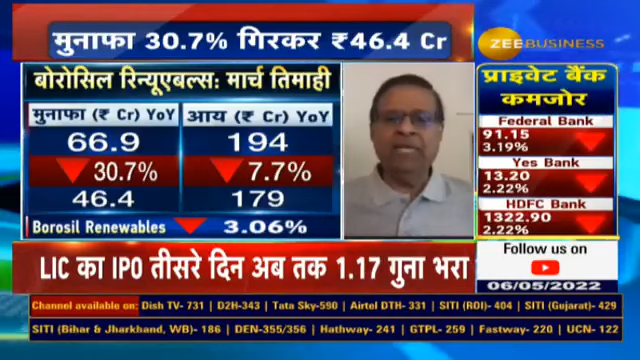 मुनाफा 30.7% गिरकर ₹46.4 Cr
ZEE BUSINESS
बोरोसिल रिन्यूएबल्स: मार्च तिमाही
मुनाफा (₹ Cr) YoY
आय (₹ Cr) YoY
66.9
194
30.7%
7.7%
46.4
179
Borosil Renewables 3.06%
प्राइवेट बैंक
कमजोर
Federal Bank
91.15
3.19%
Yes Bank
13.20
2.22%
HDFC Bank
1322.90
2.22%
LIC का IPO तीसरे दिन अब तक 1.17 गुना भरा
Follow us on
06/05/2022
Channel available on: Dish TV- 731 | D2H-343 | Tata Sky-590 | Airtel DTH- 331 | SITI (ROI)- 404 | SITI (Gujarat)- 429
SITI (Bihar & Jharkhand, WB)- 186 | DEN-355/356 | Hathway- 241 | GTPL- 259 | Fastway- 220 | UCN- 122